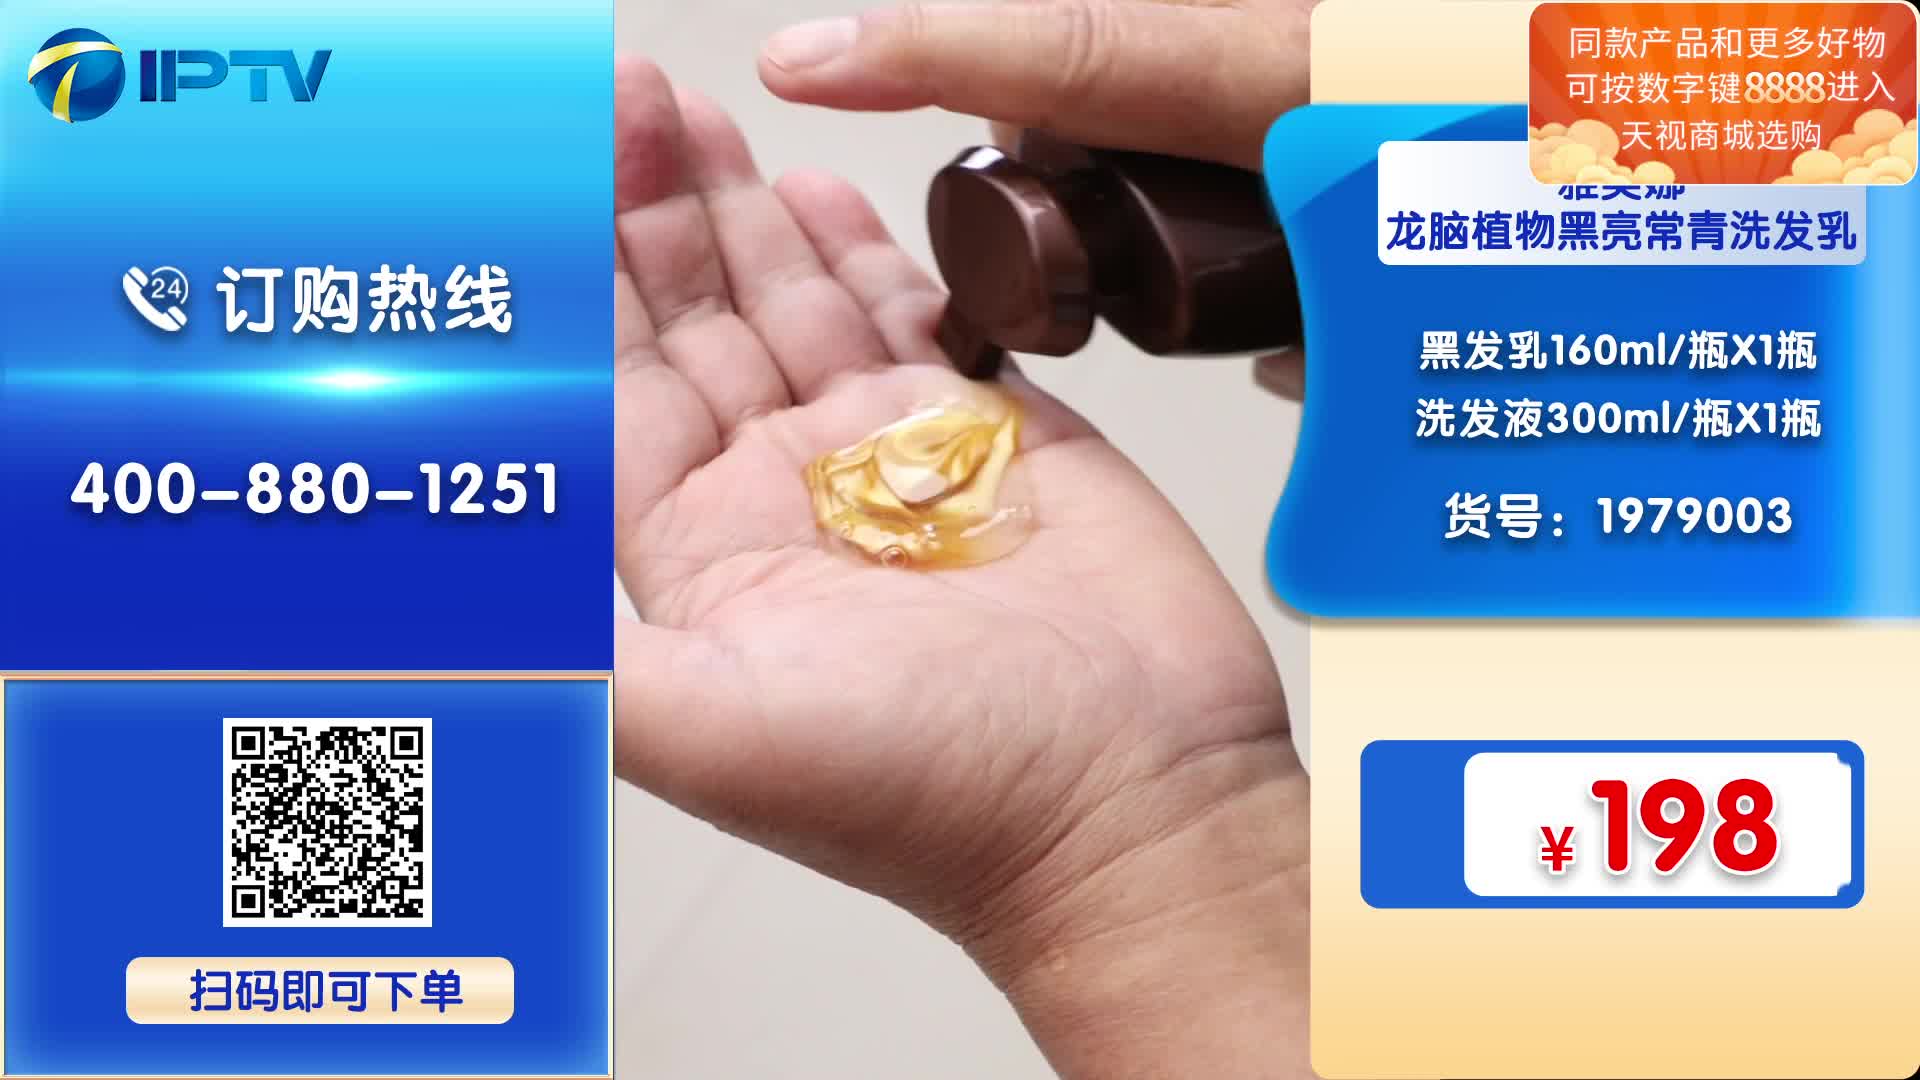 IPTV
24
订购热线
400-880-1251
扫码即可下单
同款产品和更多好物
可按数字键8888进入
天视商城选购
龙脑植物黑亮常青洗发乳
黑发乳160ml/瓶X1瓶
洗发液300ml/瓶X1瓶
货号：1979003
¥198